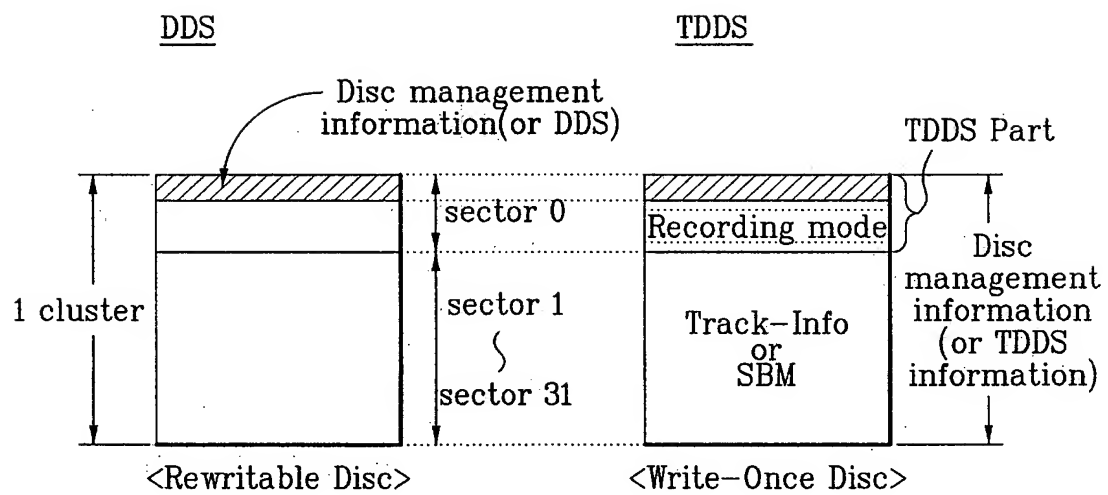 DDS
TDDS
Disc management
information(or DDS)
TDDS Part
sector 0
Recording mode
1 cluster
sector 1
sector 31
Track-Info
or
SBM
Disc
management
information
(or TDDS
information)
<Rewritable Disc>
<Write-Once Disc>